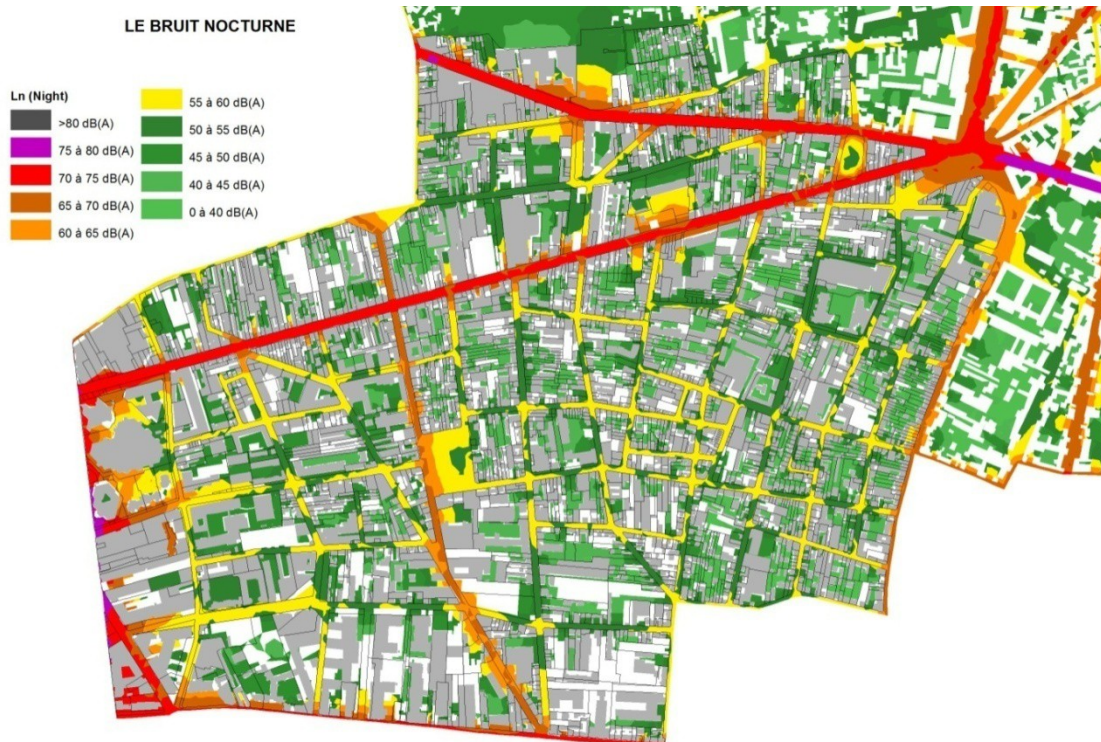 LE BRUIT NOCTURNE
Ln (Night)
>80 dB(A)
75 à 80 dB(A)
70 à 75 dB(A)
65 à 70 dB(A)
60 à 65 dB(A)
55 à 60 dB(A)
50 à 55 dB(A)
45 à 50 dB(A)
40 à 45 dB(A)
0 à 40 dB(A)